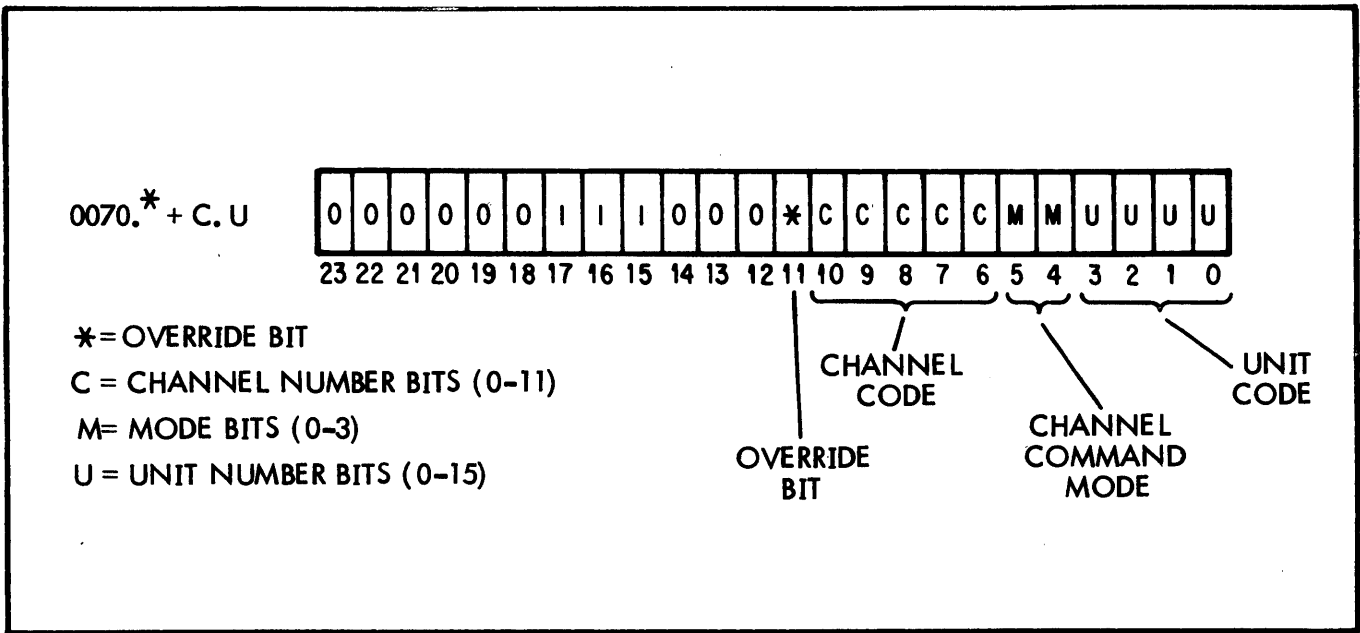 0070.* + C. U
0 0 0 0 0 0 I I I 0 0 0 * C C C C C M M U U U U
23 22 21 20 19 18 17 16 15 14 13 12 11 10 9 8 7 6 5 4 3 2 1 0
* = OVERRIDE BIT
C = CHANNEL NUMBER BITS (0-11)
M= MODE BITS (0-3)
U = UNIT NUMBER BITS (0-15)
OVERRIDE
BIT
CHANNEL
CODE
CHANNEL
COMMAND
MODE
UNIT
CODE